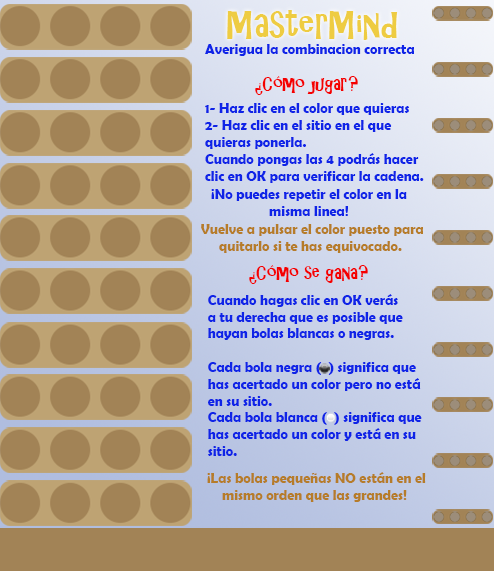 MaSterMiNd
Averigua la combinacion correcta
¿CóMo jugar?
1- Haz clic en el color que quieras
2- Haz clic en el sitio en el que
quieras ponerla.
Cuando pongas las 4 podrás hacer
clic en OK para verificar la cadena.
¡No puedes repetir el color en la
misma linea!
Vuelve a pulsar el color puesto para
quitarlo si te has equivocado.
¿CóMo Se gaNa?
Cuando hagas clic en OK verás
a tu derecha que es posible que
hayan bolas blancas o negras.
Cada bola negra ( ) significa que
has acertado un color pero no está
en su sitio.
Cada bola blanca ( ) significa que
has acertado un color y está en su
sitio.
¡Las bolas pequeñas NO están en el
mismo orden que las grandes!